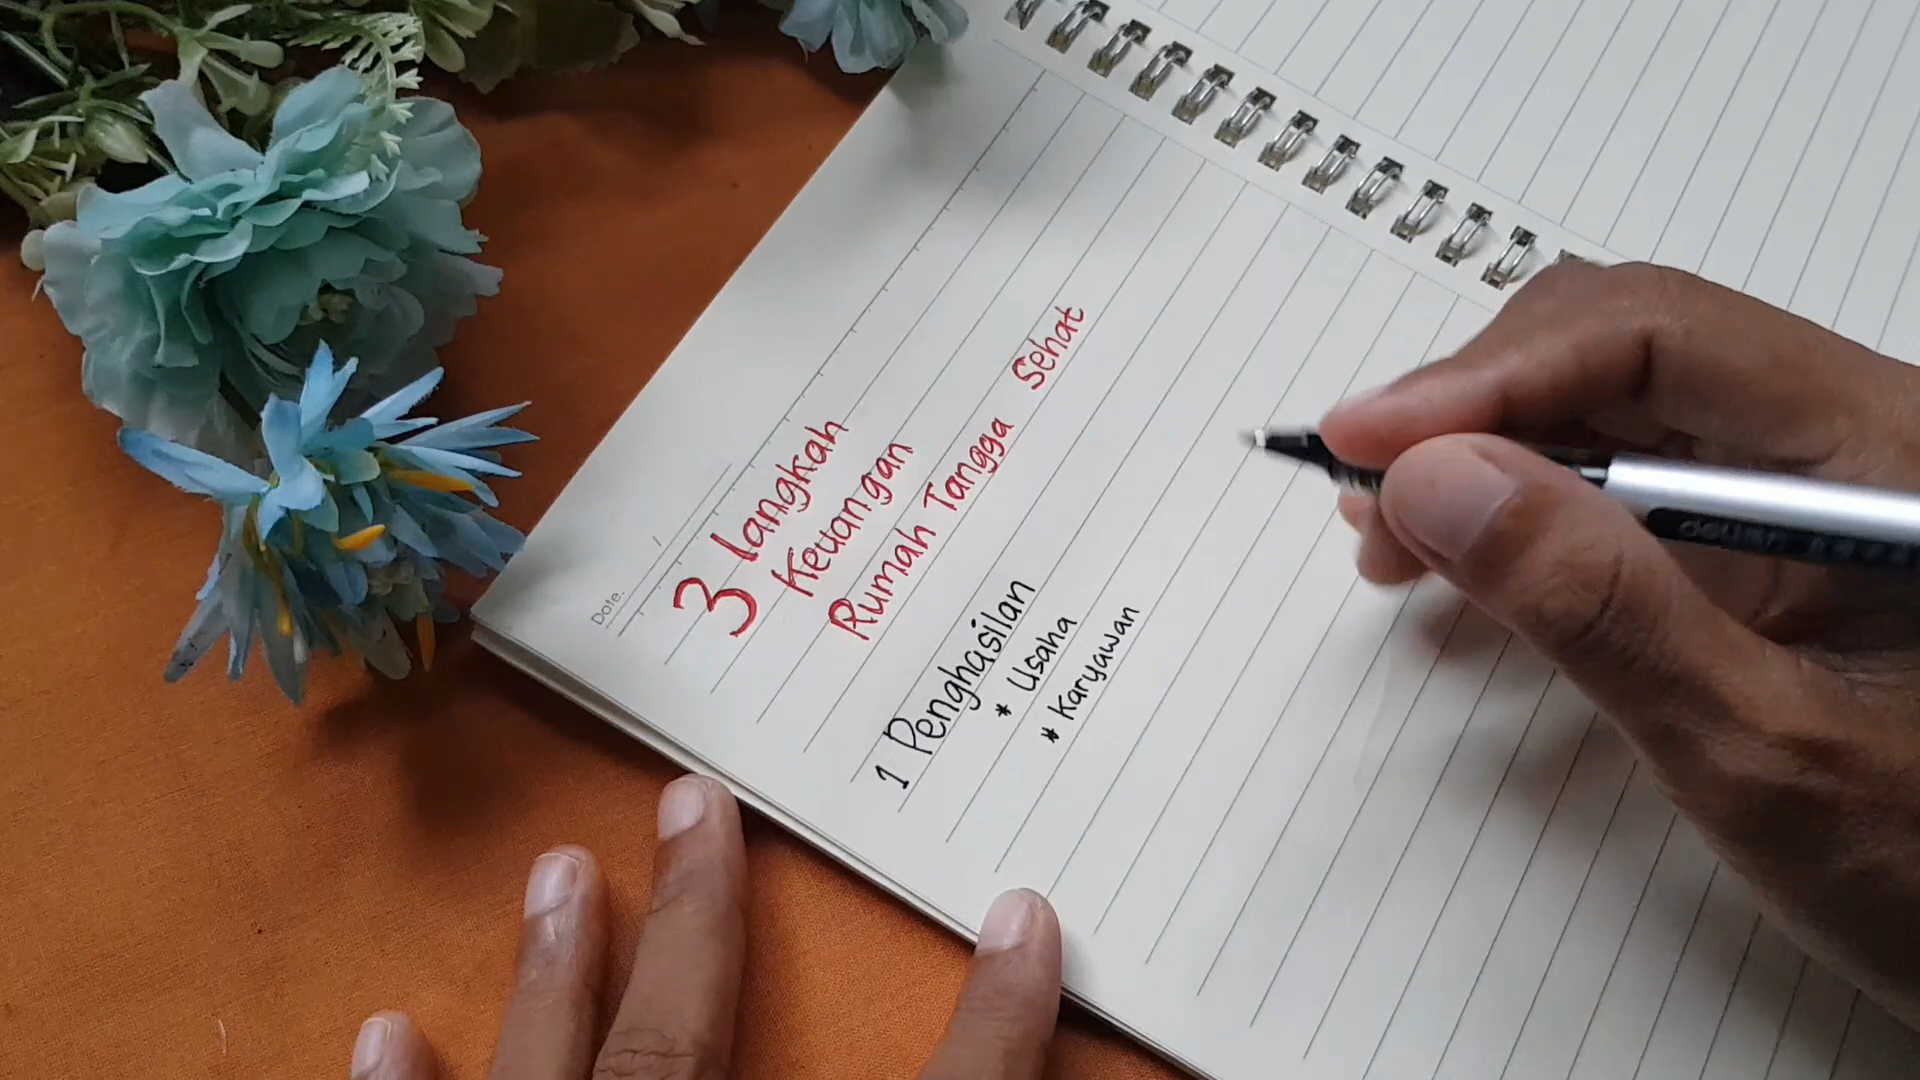 Date.
3 langkah
Keuangan
Rumah Tangga Sehat
1 Penghasilan
* Usaha
* Karyawan